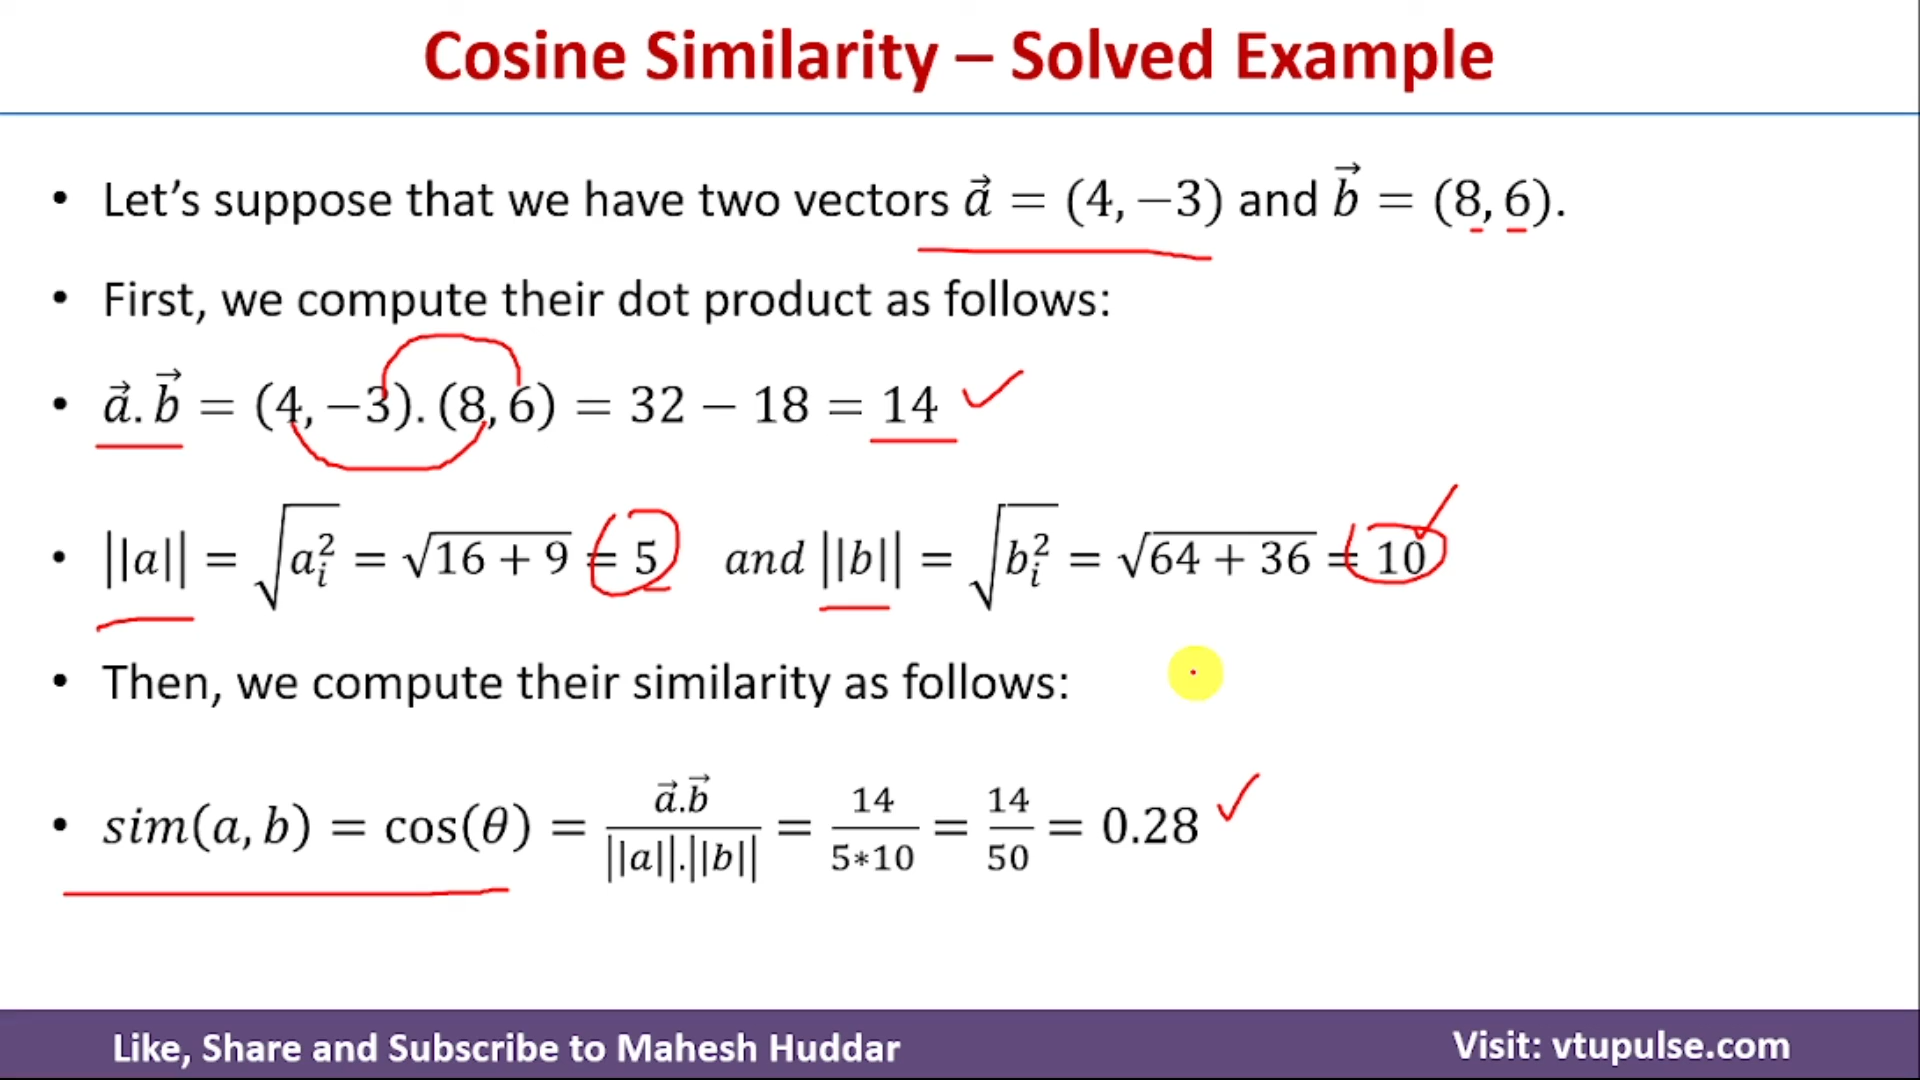 Cosine Similarity – Solved Example
• Let’s suppose that we have two vectors a⃗ = (4, −3) and b⃗ = (8, 6).
• First, we compute their dot product as follows:
• a⃗. b⃗ = (4, −3). (8, 6) = 32 − 18 = 14
• ||a|| = √a_i^2 = √16 + 9 = 5 and ||b|| = √b_i^2 = √64 + 36 = 10
• Then, we compute their similarity as follows:
• sim(a, b) = cos(θ) = a⃗.b⃗ / ||a||.||b|| = 14 / 5∗10 = 14 / 50 = 0.28
Like, Share and Subscribe to Mahesh Huddar
Visit: vtupulse.com